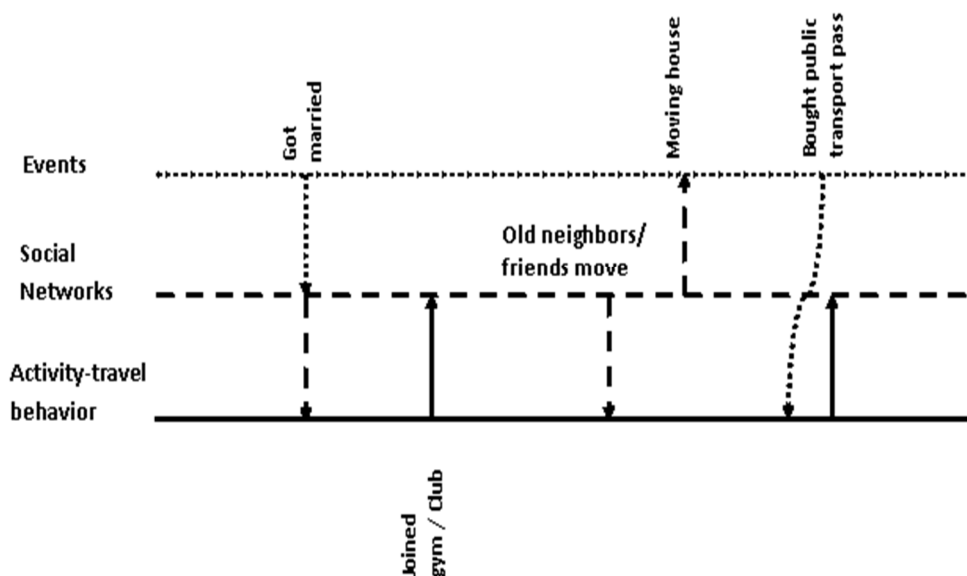 Got
married
Moving house
Bought public
transport pass
Events
Old neighbors/
friends move
Social
Networks
Activity-travel
behavior
Joined
gym / Club